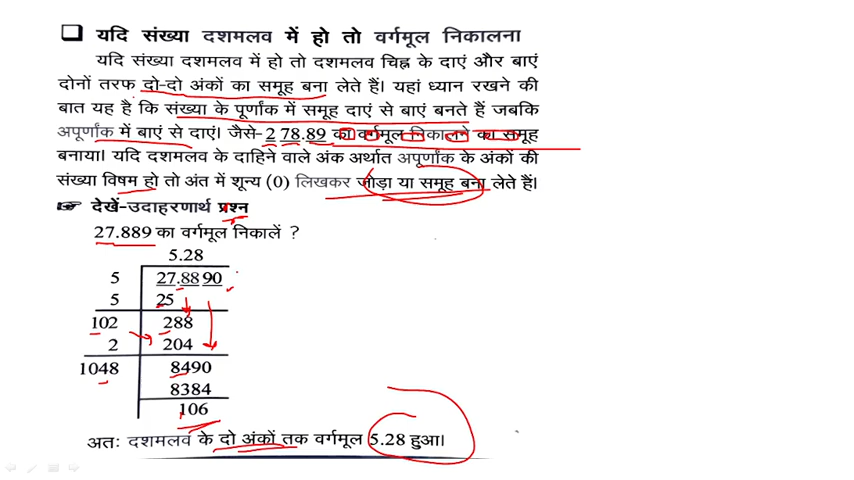 ❑ यदि संख्या दशमलव में हो तो वर्गमूल निकालना
यदि संख्या दशमलव में हो तो दशमलव चिह्न के दाएं और बाएं
दोनों तरफ दो-दो अंकों का समूह बना लेते हैं। यहां ध्यान रखने की
बात यह है कि संख्या के पूर्णांक में समूह दाएं से बाएं बनते हैं जबकि
अपूर्णांक में बाएं से दाएं। जैसे- 2 78.89 का वर्गमूल निकालने का समूह
बनाया। यदि दशमलव के दाहिने वाले अंक अर्थात अपूर्णांक के अंकों की
संख्या विषम हो तो अंत में शून्य (0) लिखकर जोड़ा या समूह बना लेते हैं।
☞ देखें-उदाहरणार्थ प्रश्न
27.889 का वर्गमूल निकालें ?
5.28
5 27.88 90
5 25
102 288
2 204
1048 8490
8384
106
अतः दशमलव के दो अंकों तक वर्गमूल 5.28 हुआ।